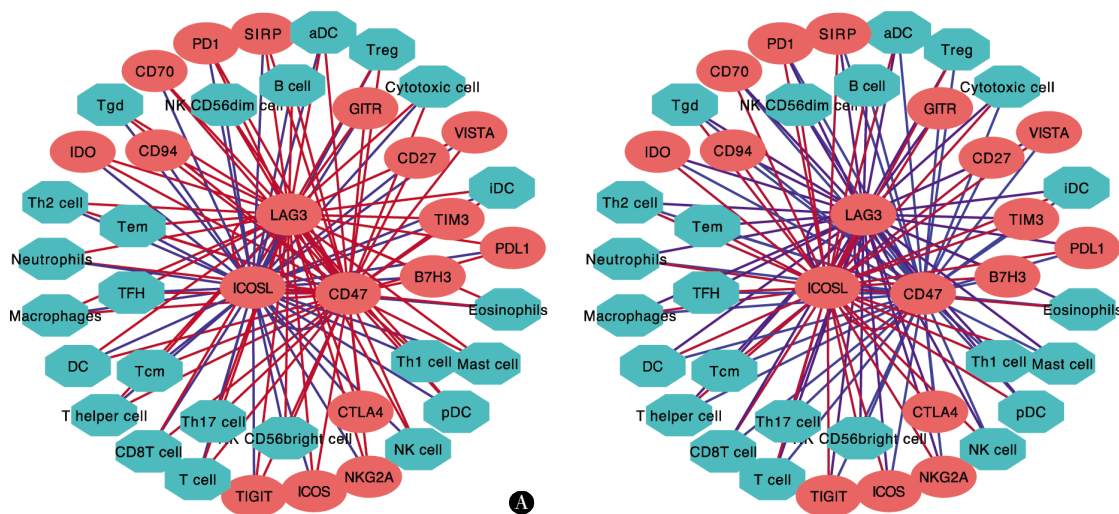 SIRP
aDC
PD1
Treg
CD70
B cell
Cytotoxic cell
Tgd
NK CD56dim cell
GITR
VISTA
IDO
CD94
CD27
iDC
Th2 cell
LAG3
TIM3
Tem
PDL1
Neutrophils
B7H3
ICOSL
CD47
TFH
Eosinophils
Macrophages
DC
Tcm
Th1 cell
Mast cell
T helper cell
CTLA4
pDC
Th17 cell
NK CD56bright cell
CD8T cell
NK cell
T cell
NKG2A
TIGIT
ICOS
A
SIRP
aDC
PD1
Treg
CD70
B cell
Cytotoxic cell
Tgd
NK CD56dim cell
GITR
VISTA
IDO
CD94
CD27
iDC
Th2 cell
LAG3
TIM3
Tem
PDL1
Neutrophils
B7H3
ICOSL
CD47
TFH
Eosinophils
Macrophages
DC
Tcm
Th1 cell
Mast cell
T helper cell
CTLA4
pDC
Th17 cell
NK CD56bright cell
CD8T cell
NK cell
T cell
NKG2A
TIGIT
ICOS